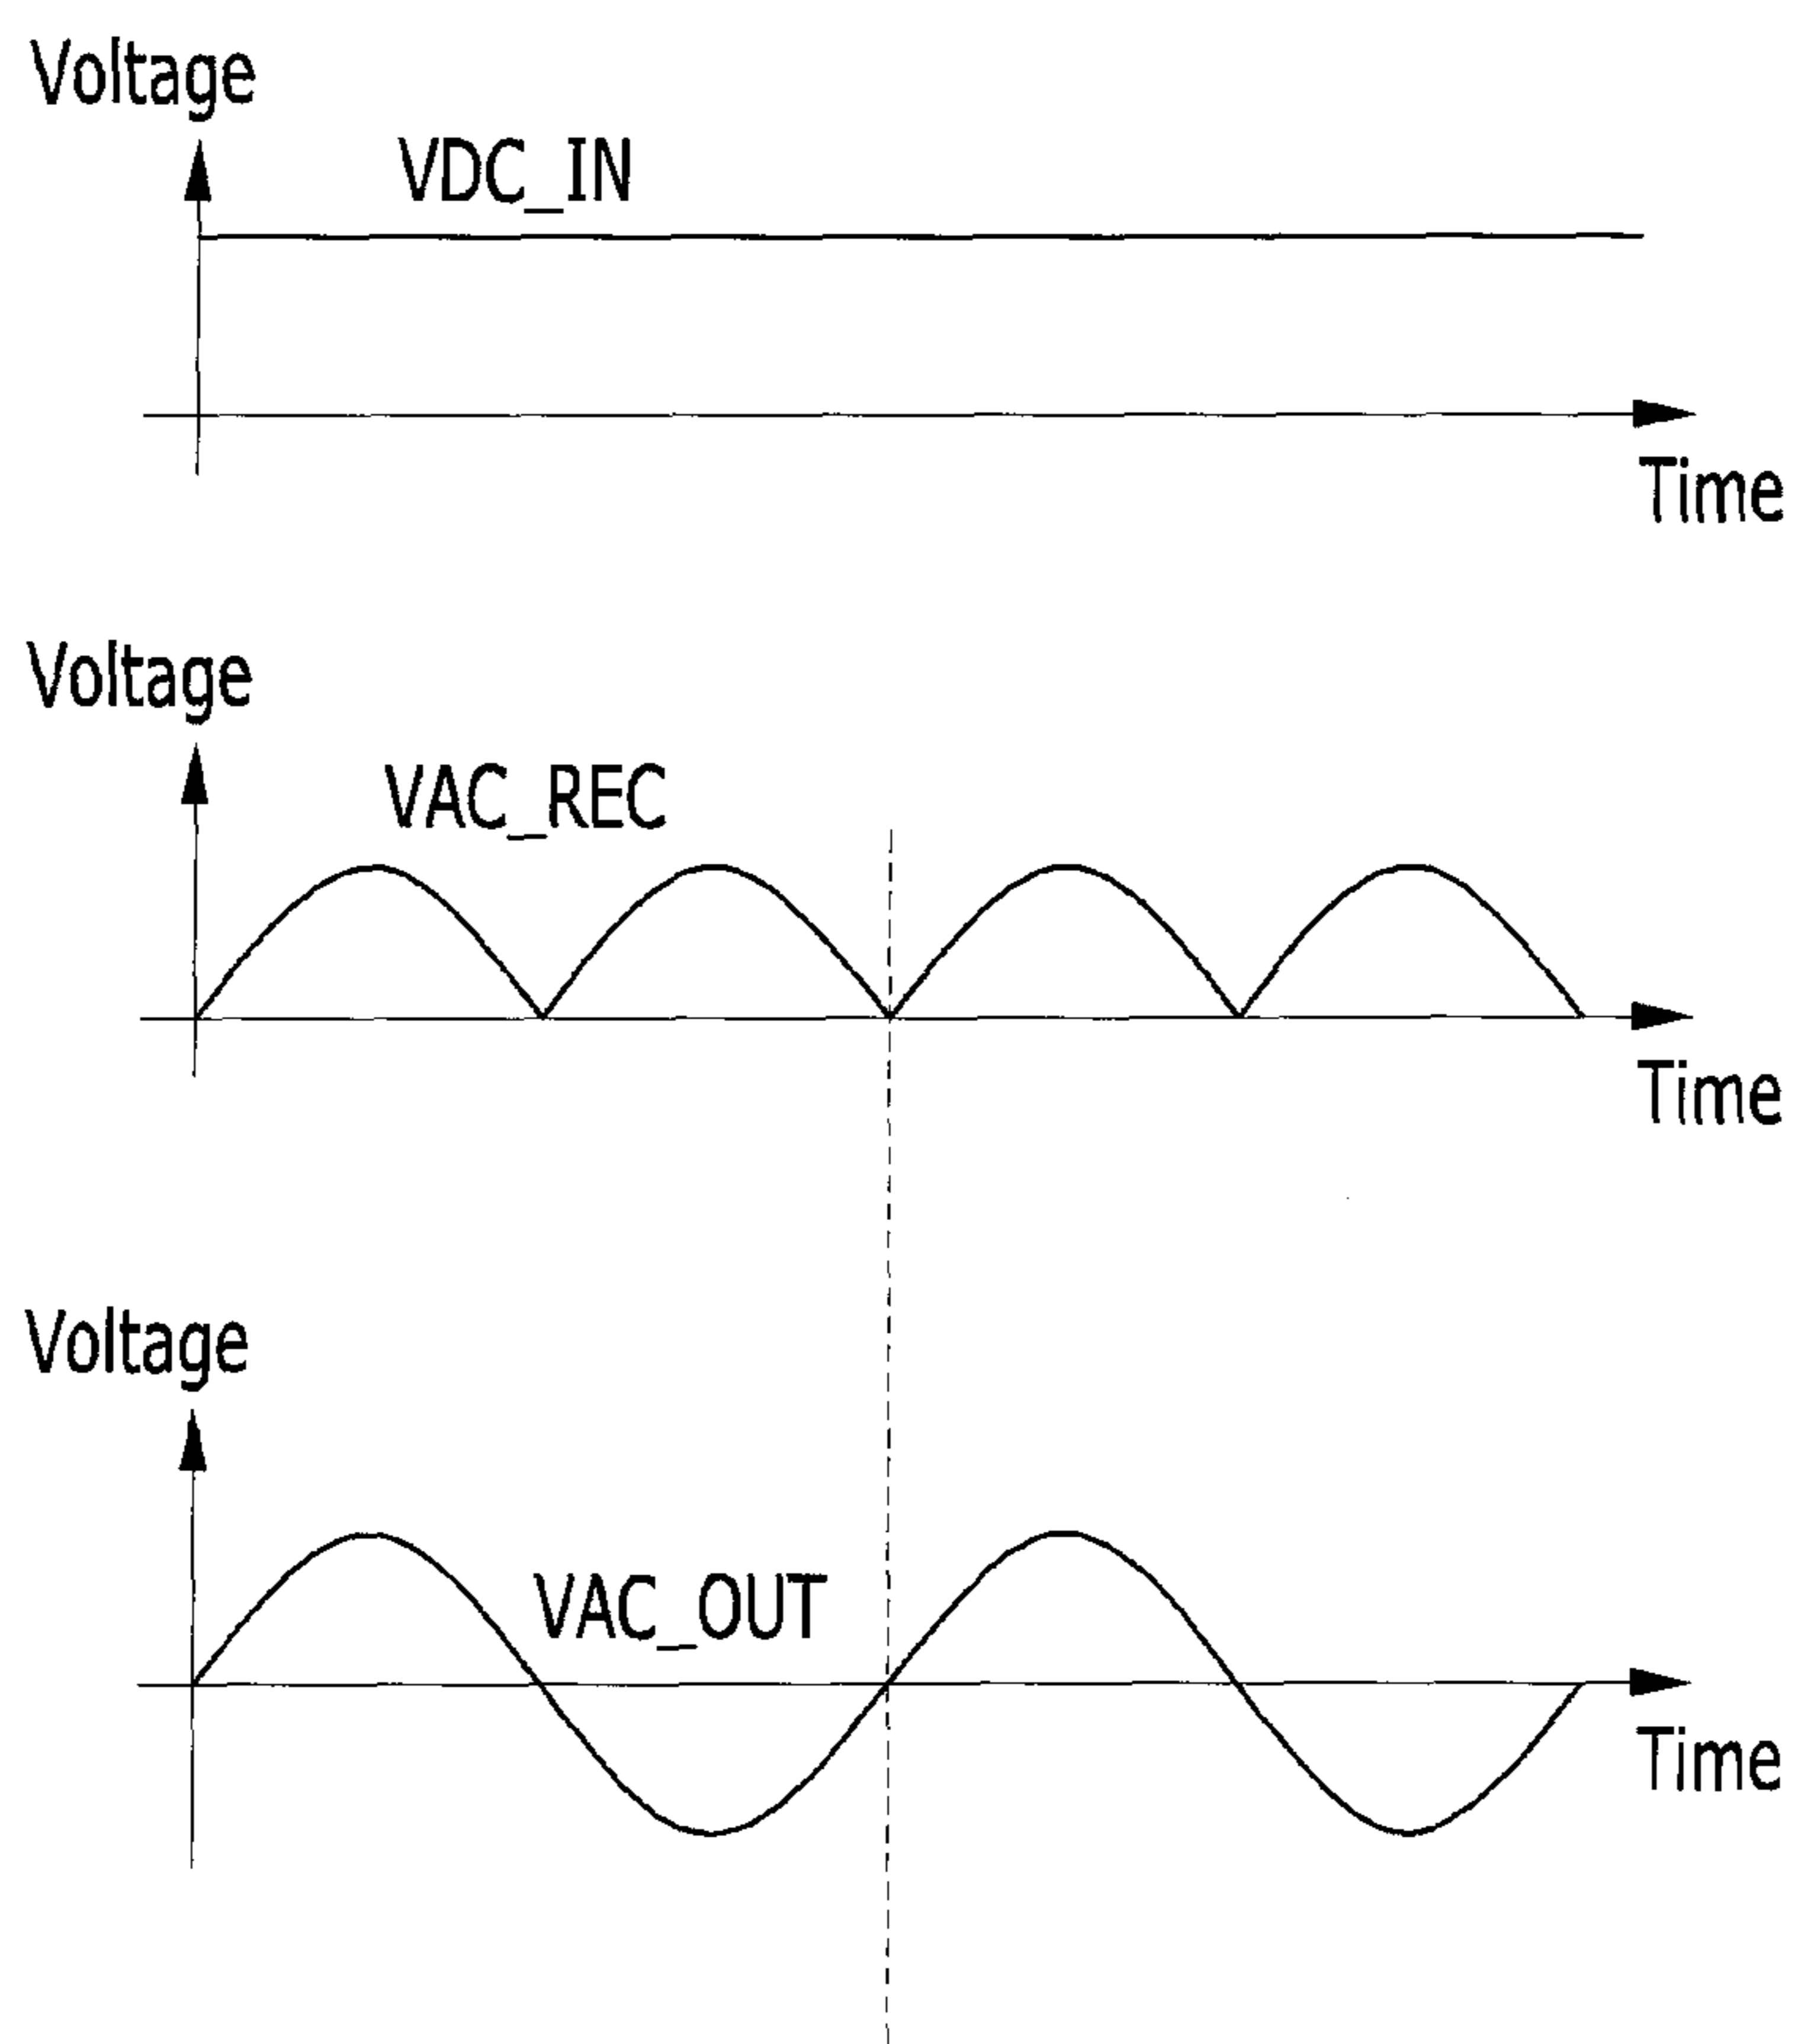 Voltage
VDC_IN
Time
Voltage
VAC_REC
Time
Voltage
VAC_OUT
Time